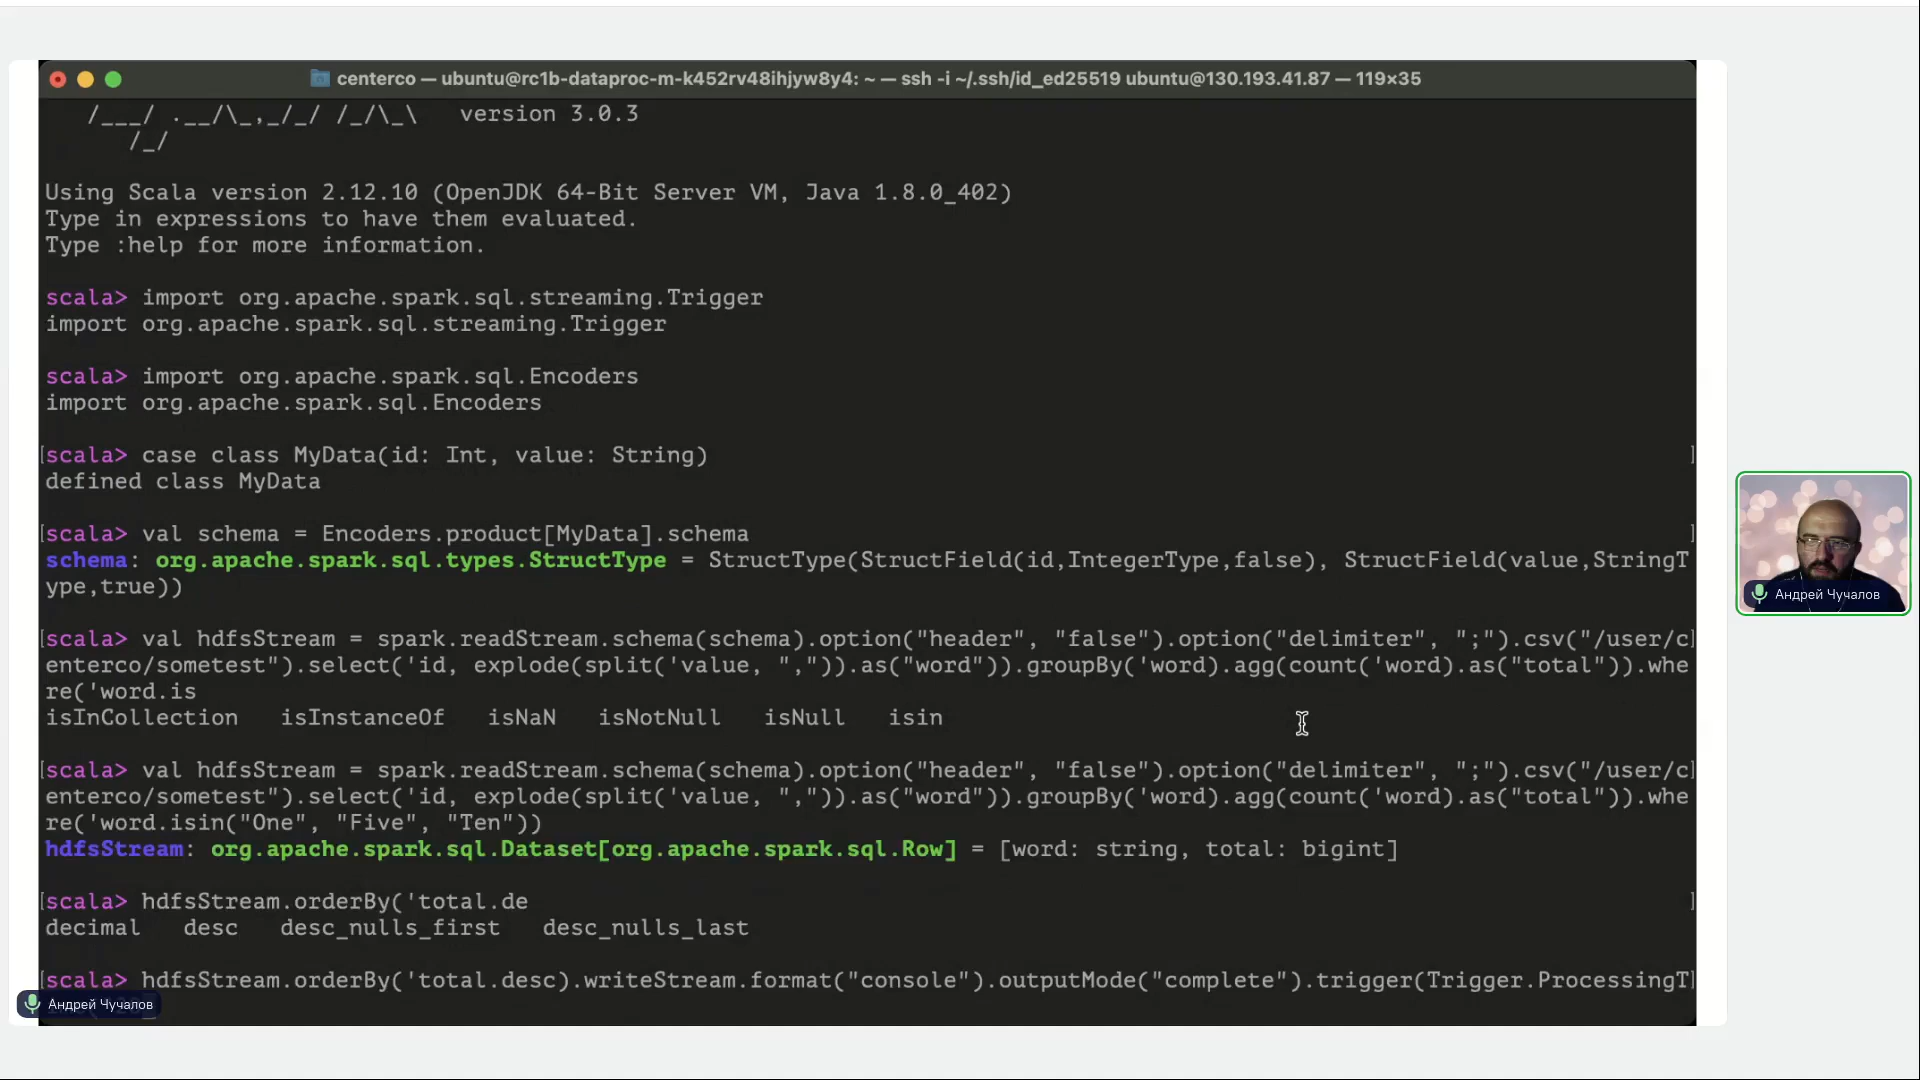 centerco — ubuntu@rc1b-dataproc-m-k452rv48ihjyw8y4: ~ — ssh -i ~/.ssh/id_ed25519 ubuntu@130.193.41.87 — 119×35
/___/ .__/\_,_/_/ /_/\_\   version 3.0.3
/_/
Using Scala version 2.12.10 (OpenJDK 64-Bit Server VM, Java 1.8.0_402)
Type in expressions to have them evaluated.
Type :help for more information.
scala> import org.apache.spark.sql.streaming.Trigger
import org.apache.spark.sql.streaming.Trigger
scala> import org.apache.spark.sql.Encoders
import org.apache.spark.sql.Encoders
[scala> case class MyData(id: Int, value: String) ]
defined class MyData
[scala> val schema = Encoders.product[MyData].schema ]
schema: org.apache.spark.sql.types.StructType = StructType(StructField(id,IntegerType,false), StructField(value,StringT
ype,true))
[scala> val hdfsStream = spark.readStream.schema(schema).option("header", "false").option("delimiter", ";").csv("/user/c]
enterco/sometest").select('id, explode(split('value, ",")).as("word")).groupBy('word).agg(count('word).as("total")).whe
re('word.is
isInCollection   isInstanceOf   isNaN   isNotNull   isNull   isin
[scala> val hdfsStream = spark.readStream.schema(schema).option("header", "false").option("delimiter", ";").csv("/user/c]
enterco/sometest").select('id, explode(split('value, ",")).as("word")).groupBy('word).agg(count('word).as("total")).whe
re('word.isin("One", "Five", "Ten"))
hdfsStream: org.apache.spark.sql.Dataset[org.apache.spark.sql.Row] = [word: string, total: bigint]
[scala> hdfsStream.orderBy('total.de ]
decimal   desc   desc_nulls_first   desc_nulls_last
[scala> hdfsStream.orderBy('total.desc).writeStream.format("console").outputMode("complete").trigger(Trigger.ProcessingT]
Андрей Чучалов
Андрей Чучалов